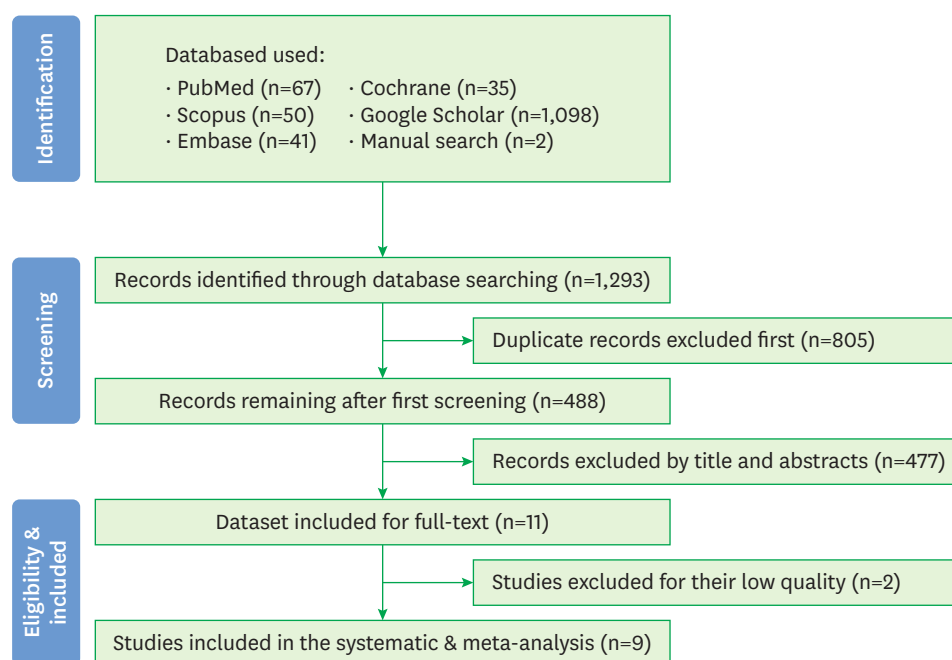 Identification
Databased used:
· PubMed (n=67) · Cochrane (n=35)
· Scopus (n=50) · Google Scholar (n=1,098)
· Embase (n=41) · Manual search (n=2)
Screening
Records identified through database searching (n=1,293)
Duplicate records excluded first (n=805)
Records remaining after first screening (n=488)
Records excluded by title and abstracts (n=477)
Eligibility &
included
Dataset included for full-text (n=11)
Studies excluded for their low quality (n=2)
Studies included in the systematic & meta-analysis (n=9)